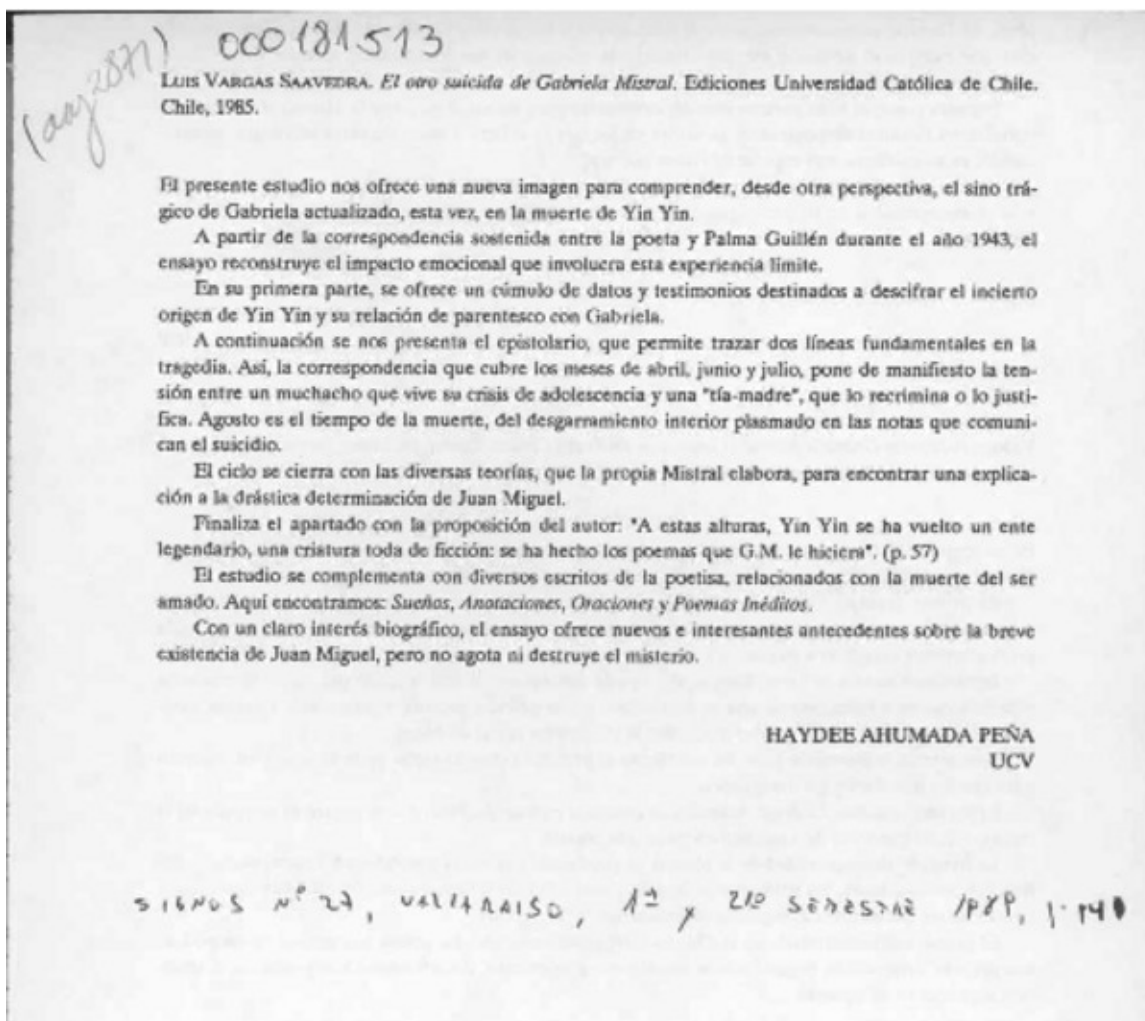 000181513
(aaj2871)
LUIS VARGAS SAAVEDRA. El otro suicida de Gabriela Mistral. Ediciones Universidad Católica de Chile.
Chile, 1985.
El presente estudio nos ofrece una nueva imagen para comprender, desde otra perspectiva, el sino trá-
gico de Gabriela actualizado, esta vez, en la muerte de Yin Yin.
A partir de la correspondencia sostenida entre la poeta y Palma Guillén durante el año 1943, el
ensayo reconstruye el impacto emocional que involucra esta experiencia límite.
En su primera parte, se ofrece un cúmulo de datos y testimonios destinados a descifrar el incierto
origen de Yin Yin y su relación de parentesco con Gabriela.
A continuación se nos presenta el epistolario, que permite trazar dos líneas fundamentales en la
tragedia. Así, la correspondencia que cubre los meses de abril, junio y julio, pone de manifiesto la ten-
sión entre un muchacho que vive su crisis de adolescencia y una "tía-madre", que lo recrimina o lo justi-
fica. Agosto es el tiempo de la muerte, del desgarramiento interior plasmado en las notas que comuni-
can el suicidio.
El ciclo se cierra con las diversas teorías, que la propia Mistral elabora, para encontrar una explica-
ción a la drástica determinación de Juan Miguel.
Finaliza el apartado con la proposición del autor: "A estas alturas, Yin Yin se ha vuelto un ente
legendario, una criatura toda de ficción: se ha hecho los poemas que G.M. le hiciera". (p. 57)
El estudio se complementa con diversos escritos de la poetisa, relacionados con la muerte del ser
amado. Aquí encontramos: Sueños, Anotaciones, Oraciones y Poemas Inéditos.
Con un claro interés biográfico, el ensayo ofrece nuevos e interesantes antecedentes sobre la breve
existencia de Juan Miguel, pero no agota ni destruye el misterio.
HAYDEE AHUMADA PEÑA
UCV
SIGNOS Nº 27, VALPARAISO, 1º y 2do SEMESTRE 1989,